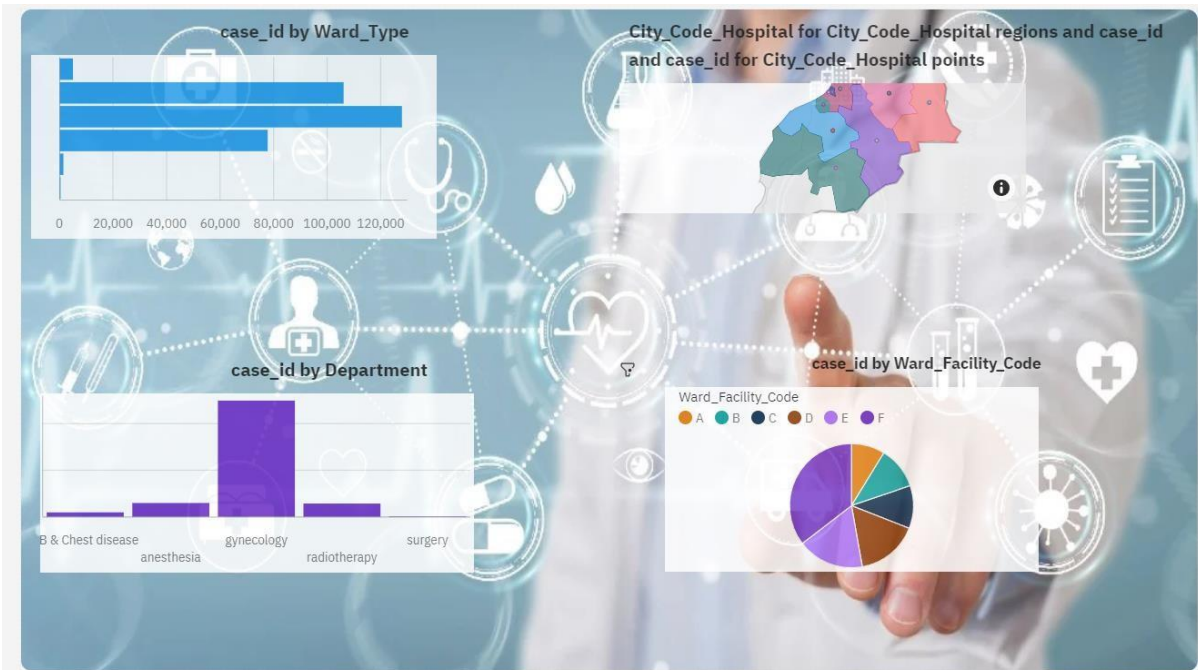 case_id by Ward_Type
0 20,000 40,000 60,000 80,000 100,000 120,000
City_Code_Hospital for City_Code_Hospital regions and case_id
and case_id for City_Code_Hospital points
case_id by Department
B & Chest disease
anesthesia
gynecology
radiotherapy
surgery
case_id by Ward_Facility_Code
Ward_Facility_Code
A B C D E F